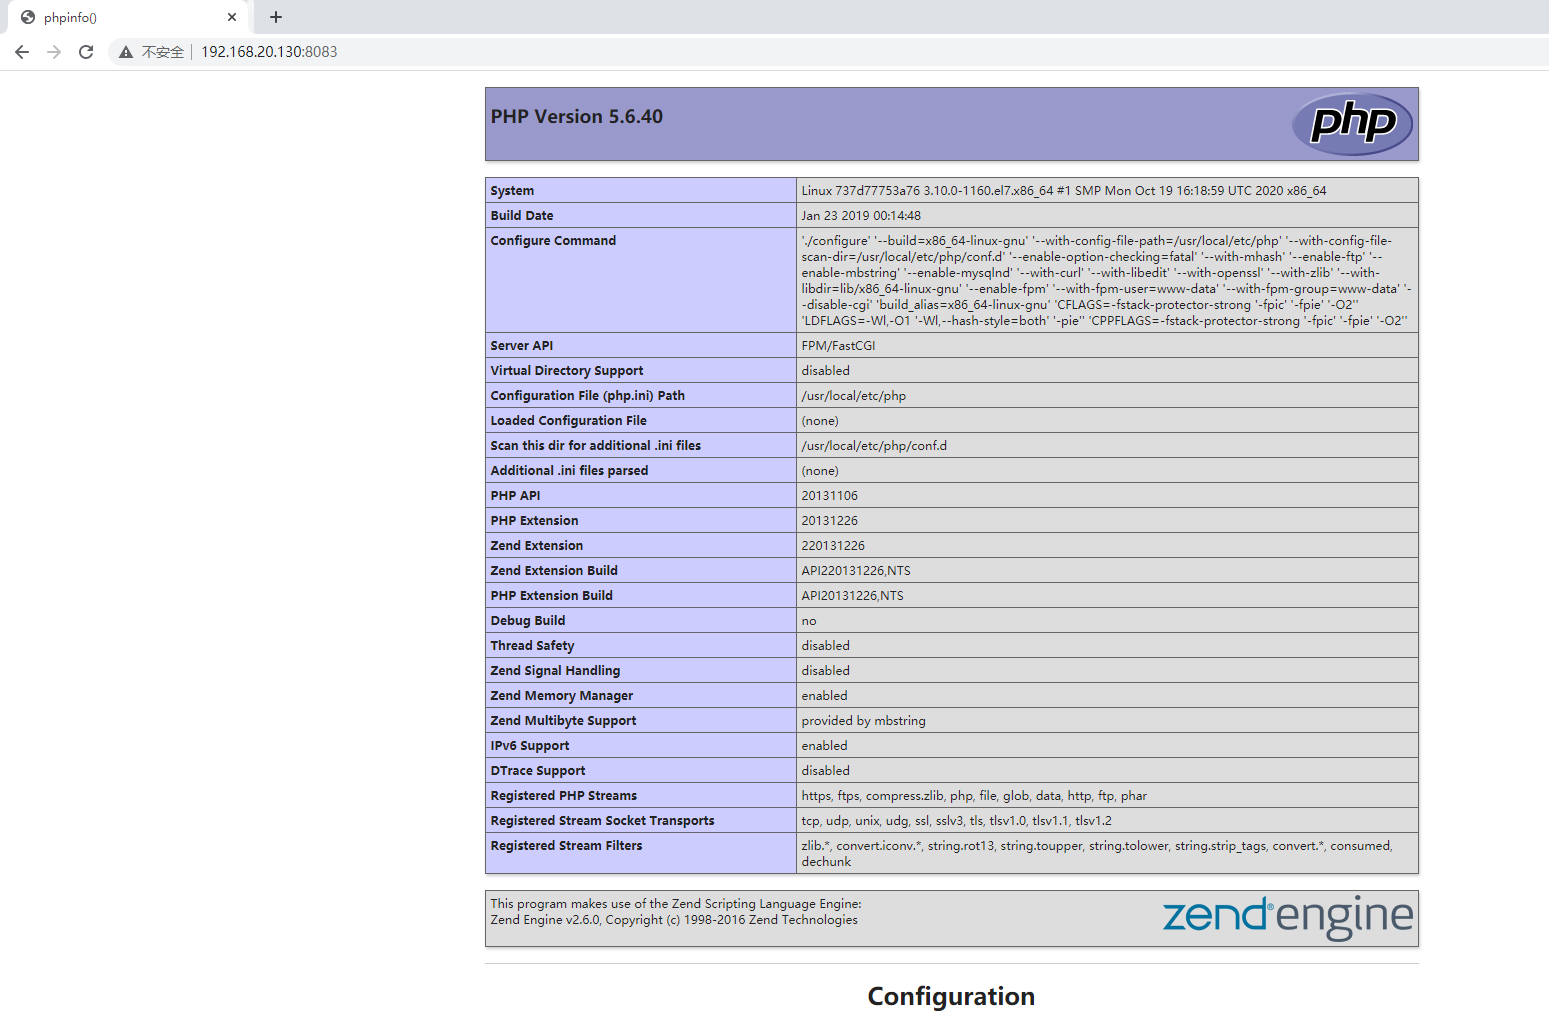 phpinfo()
不安全 192.168.20.130:8083
PHP Version 5.6.40
php
System Linux 737d77753a76 3.10.0-1160.el7.x86_64 #1 SMP Mon Oct 19 16:18:59 UTC 2020 x86_64
Build Date Jan 23 2019 00:14:48
Configure Command './configure' '--build=x86_64-linux-gnu' '--with-config-file-path=/usr/local/etc/php' '--with-config-file-
scan-dir=/usr/local/etc/php/conf.d' '--enable-option-checking=fatal' '--with-mhash' '--enable-ftp' '--
enable-mbstring' '--enable-mysqlnd' '--with-curl' '--with-libedit' '--with-openssl' '--with-zlib' '--with-
libdir=lib/x86_64-linux-gnu' '--enable-fpm' '--with-fpm-user=www-data' '--with-fpm-group=www-data' '-
-disable-cgi' 'build_alias=x86_64-linux-gnu' 'CFLAGS=-fstack-protector-strong '-fpic' '-fpie' '-O2''
'LDFLAGS=-Wl,-O1 '-Wl,--hash-style=both' '-pie'' 'CPPFLAGS=-fstack-protector-strong '-fpic' '-fpie' '-O2''
Server API FPM/FastCGI
Virtual Directory Support disabled
Configuration File (php.ini) Path /usr/local/etc/php
Loaded Configuration File (none)
Scan this dir for additional .ini files /usr/local/etc/php/conf.d
Additional .ini files parsed (none)
PHP API 20131106
PHP Extension 20131226
Zend Extension 220131226
Zend Extension Build API220131226,NTS
PHP Extension Build API20131226,NTS
Debug Build no
Thread Safety disabled
Zend Signal Handling disabled
Zend Memory Manager enabled
Zend Multibyte Support provided by mbstring
IPv6 Support enabled
DTrace Support disabled
Registered PHP Streams https, ftps, compress.zlib, php, file, glob, data, http, ftp, phar
Registered Stream Socket Transports tcp, udp, unix, udg, ssl, sslv3, tls, tlsv1.0, tlsv1.1, tlsv1.2
Registered Stream Filters zlib.*, convert.iconv.*, string.rot13, string.toupper, string.tolower, string.strip_tags, convert.*, consumed,
dechunk
This program makes use of the Zend Scripting Language Engine:
Zend Engine v2.6.0, Copyright (c) 1998-2016 Zend Technologies
zend® engine
Configuration